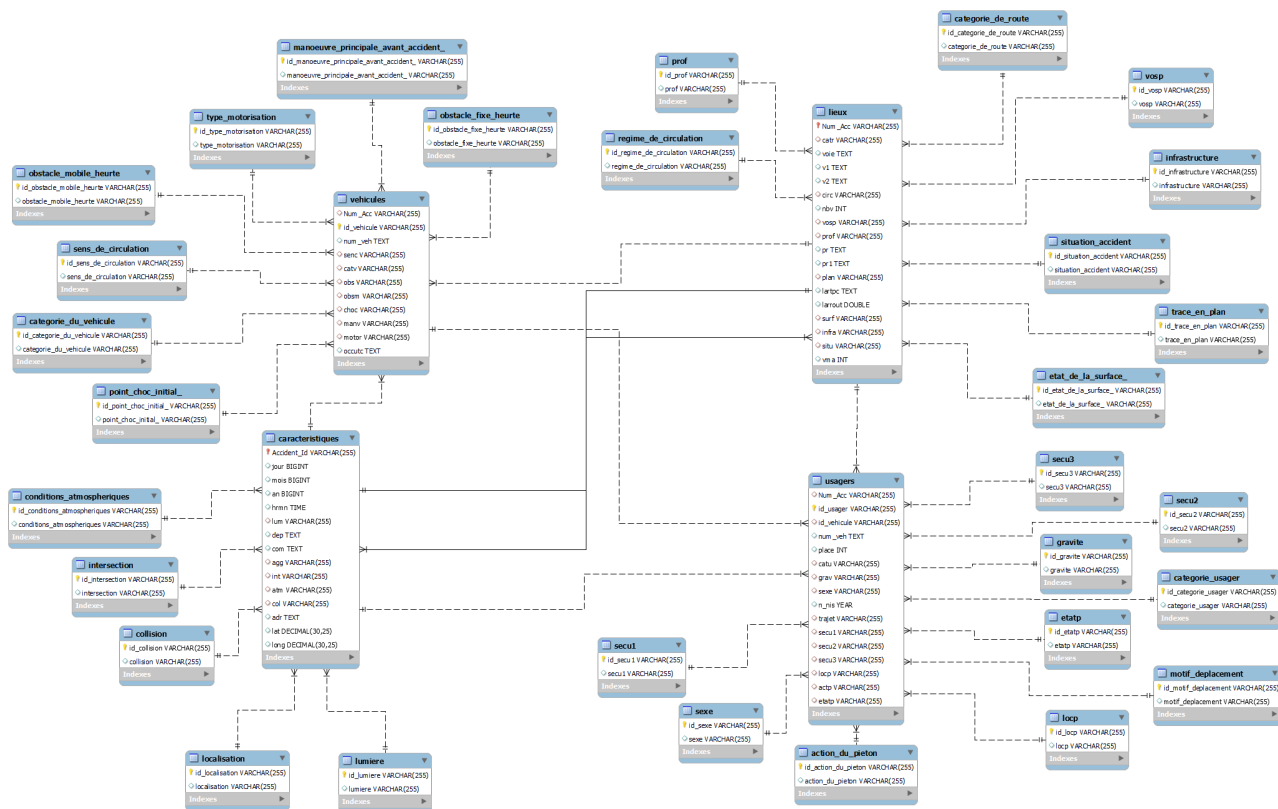 categorie_de_route
id_categorie_de_route VARCHAR(255)
categorie_de_route VARCHAR(255)
Indexes
manoeuvre_principale_avant_accident_
id_manoeuvre_principale_avant_accident_ VARCHAR(255)
manoeuvre_principale_avant_accident_ VARCHAR(255)
Indexes
prof
id_prof VARCHAR(255)
prof VARCHAR(255)
Indexes
vosp
id_vosp VARCHAR(255)
vosp VARCHAR(255)
Indexes
type_motorisation
id_type_motorisation VARCHAR(255)
type_motorisation VARCHAR(255)
Indexes
obstacle_fixe_heurte
id_obstacle_fixe_heurte VARCHAR(255)
obstacle_fixe_heurte VARCHAR(255)
Indexes
regime_de_circulation
id_regime_de_circulation VARCHAR(255)
regime_de_circulation VARCHAR(255)
Indexes
lieux
Num_Acc VARCHAR(255)
catr VARCHAR(255)
voie TEXT
v1 TEXT
v2 TEXT
circ VARCHAR(255)
nbv INT
vosp VARCHAR(255)
prof VARCHAR(255)
pr TEXT
pr1 TEXT
plan VARCHAR(255)
lartpc TEXT
larrout DOUBLE
surf VARCHAR(255)
infra VARCHAR(255)
situ VARCHAR(255)
vma INT
Indexes
infrastructure
id_infrastructure VARCHAR(255)
infrastructure VARCHAR(255)
Indexes
obstacle_mobile_heurte
id_obstacle_mobile_heurte VARCHAR(255)
obstacle_mobile_heurte VARCHAR(255)
Indexes
vehicules
Num_Acc VARCHAR(255)
id_vehicule VARCHAR(255)
num_veh TEXT
senc VARCHAR(255)
catv VARCHAR(255)
obs VARCHAR(255)
obsm VARCHAR(255)
choc VARCHAR(255)
manv VARCHAR(255)
motor VARCHAR(255)
occutc TEXT
Indexes
sens_de_circulation
id_sens_de_circulation VARCHAR(255)
sens_de_circulation VARCHAR(255)
Indexes
situation_accident
id_situation_accident VARCHAR(255)
situation_accident VARCHAR(255)
Indexes
categorie_du_vehicule
id_categorie_du_vehicule VARCHAR(255)
categorie_du_vehicule VARCHAR(255)
Indexes
trace_en_plan
id_trace_en_plan VARCHAR(255)
trace_en_plan VARCHAR(255)
Indexes
point_choc_initial_
id_point_choc_initial_ VARCHAR(255)
point_choc_initial_ VARCHAR(255)
Indexes
etat_de_la_surface_
id_etat_de_la_surface_ VARCHAR(255)
etat_de_la_surface_ VARCHAR(255)
Indexes
caracteristiques
Accident_Id VARCHAR(255)
jour BIGINT
mois BIGINT
an BIGINT
hrmn TIME
lum VARCHAR(255)
dep TEXT
com TEXT
agg VARCHAR(255)
int VARCHAR(255)
atm VARCHAR(255)
col VARCHAR(255)
adr TEXT
lat DECIMAL(30,25)
long DECIMAL(30,25)
Indexes
conditions_atmospheriques
id_conditions_atmospheriques VARCHAR(255)
conditions_atmospheriques VARCHAR(255)
Indexes
usagers
Num_Acc VARCHAR(255)
id_usager VARCHAR(255)
id_vehicule VARCHAR(255)
num_veh TEXT
place INT
catu VARCHAR(255)
grav VARCHAR(255)
sexe VARCHAR(255)
n_nis YEAR
trajet VARCHAR(255)
secu1 VARCHAR(255)
secu2 VARCHAR(255)
secu3 VARCHAR(255)
locp VARCHAR(255)
actp VARCHAR(255)
etatp VARCHAR(255)
Indexes
secu3
id_secu3 VARCHAR(255)
secu3 VARCHAR(255)
Indexes
secu2
id_secu2 VARCHAR(255)
secu2 VARCHAR(255)
Indexes
intersection
id_intersection VARCHAR(255)
intersection VARCHAR(255)
Indexes
gravite
id_gravite VARCHAR(255)
gravite VARCHAR(255)
Indexes
categorie_usager
id_categorie_usager VARCHAR(255)
categorie_usager VARCHAR(255)
Indexes
collision
id_collision VARCHAR(255)
collision VARCHAR(255)
Indexes
secu1
id_secu1 VARCHAR(255)
secu1 VARCHAR(255)
Indexes
etatp
id_etatp VARCHAR(255)
etatp VARCHAR(255)
Indexes
motif_deplacement
id_motif_deplacement VARCHAR(255)
motif_deplacement VARCHAR(255)
Indexes
sexe
id_sexe VARCHAR(255)
sexe VARCHAR(255)
Indexes
locp
id_locp VARCHAR(255)
locp VARCHAR(255)
Indexes
localisation
id_localisation VARCHAR(255)
localisation VARCHAR(255)
Indexes
lumiere
id_lumiere VARCHAR(255)
lumiere VARCHAR(255)
Indexes
action_du_pieton
id_action_du_pieton VARCHAR(255)
action_du_pieton VARCHAR(255)
Indexes